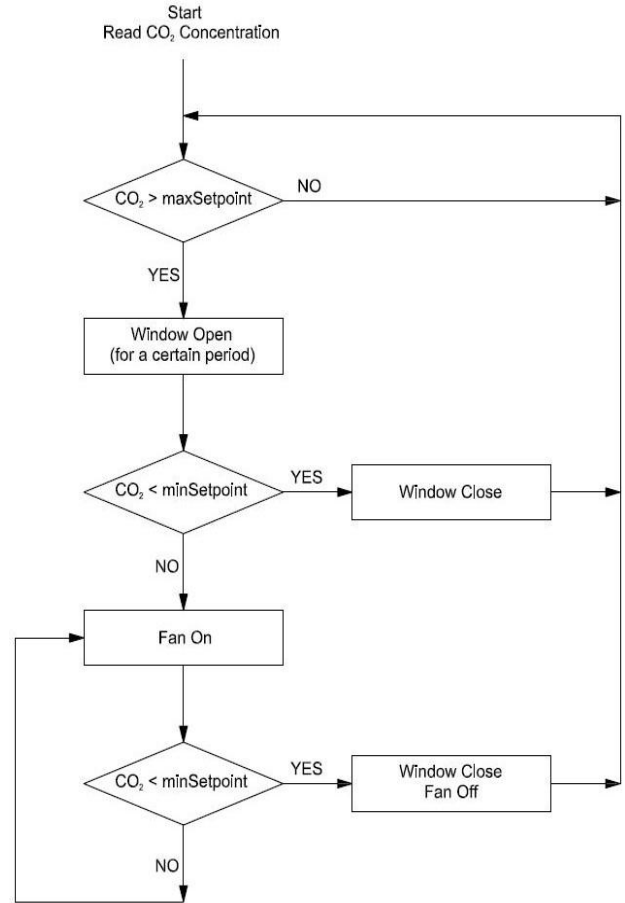 Start
Read CO₂ Concentration
CO₂ > maxSetpoint
NO
YES
Window Open
(for a certain period)
CO₂ < minSetpoint
YES
Window Close
NO
Fan On
CO₂ < minSetpoint
YES
Window Close
Fan Off
NO